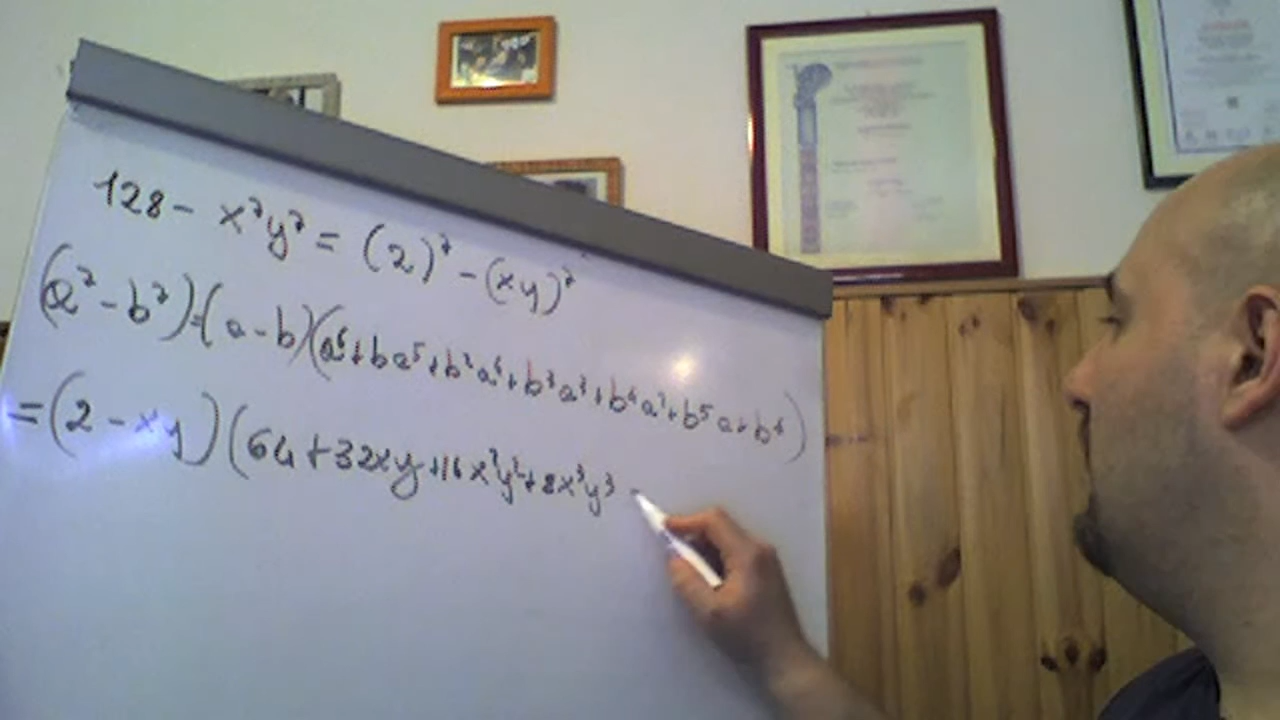 128 - x⁷y⁷ = (2)⁷ - (xy)⁷
(a⁷ - b⁷) = (a - b)(a⁶ + ba⁵ + b²a⁴ + b³a³ + b⁴a² + b⁵a + b⁶)
= (2 - xy)(64 + 32xy + 16x²y² + 8x³y³